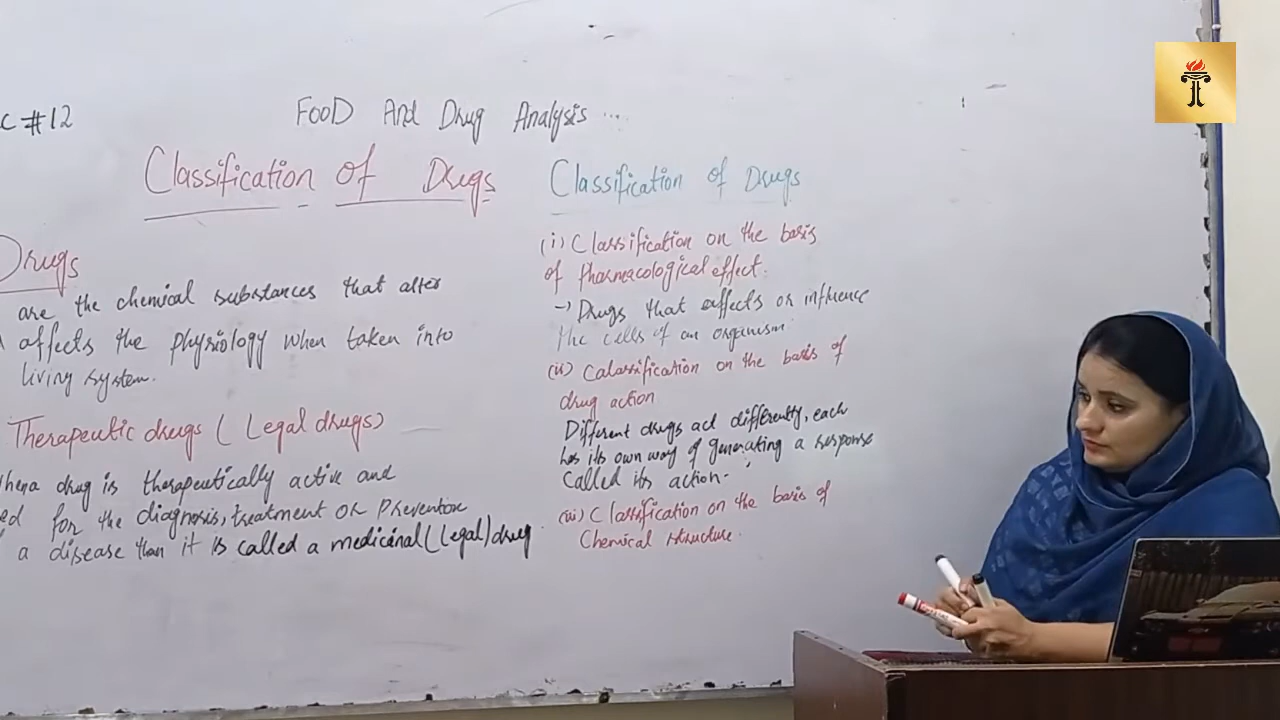 c #12
FooD And Drug Analysis ...
Classification of Drugs
Drugs
are the chemical substances that alter
affects the physiology when taken into
living system.
Therapeutic drugs ( Legal drugs)
When a drug is therapeutically active and
ed for the diagnosis, treatment or prevention
a disease than it is called a medicinal (Legal) drug.
Classification of Drugs
(i) Classification on the basis
of pharmacological effect.
→ Drugs that affects or influence
the cells of an organism.
(ii) Calassification on the basis of
drug action
Different drugs act differently, each
has its own way of generating a response
called its action.
(iii) Classification on the basis of
Chemical structure.